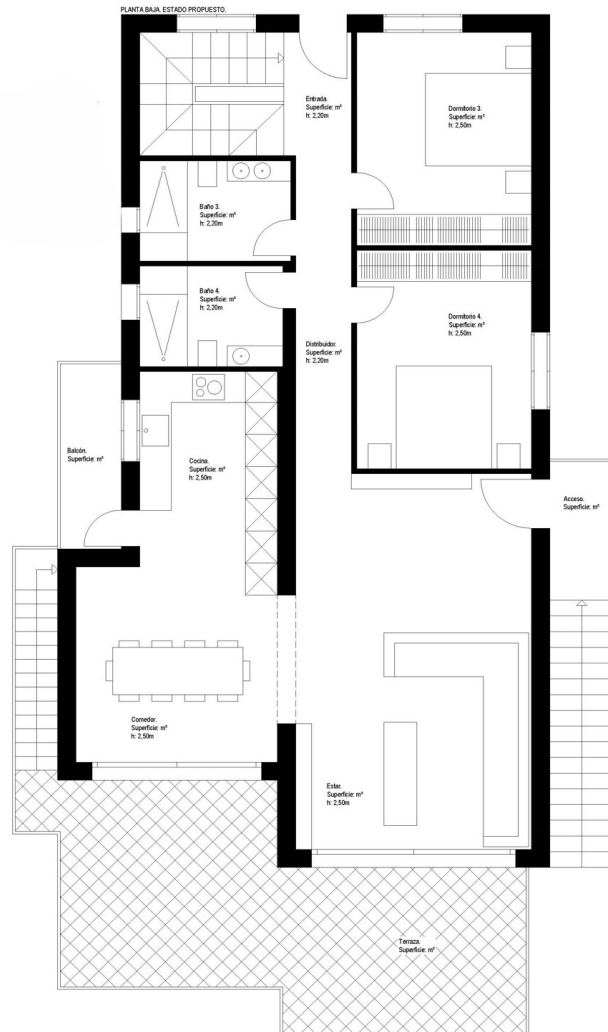 PLANTA BAJA. ESTADO PROPUESTO.
Entrada.
Superficie: m²
h: 2,20m
Dormitorio 3.
Superficie: m²
h: 2,50m
Baño 3.
Superficie: m²
h: 2,20m
Baño 4.
Superficie: m²
h: 2,20m
Dormitorio 4.
Superficie: m²
h: 2,50m
Distribuidor.
Superficie: m²
h: 2,20m
Balcón.
Superficie: m²
Cocina.
Superficie: m²
h: 2,50m
Acceso.
Superficie: m²
Comedor.
Superficie: m²
h: 2,50m
Estar.
Superficie: m²
h: 2,50m
Terraza.
Superficie: m²